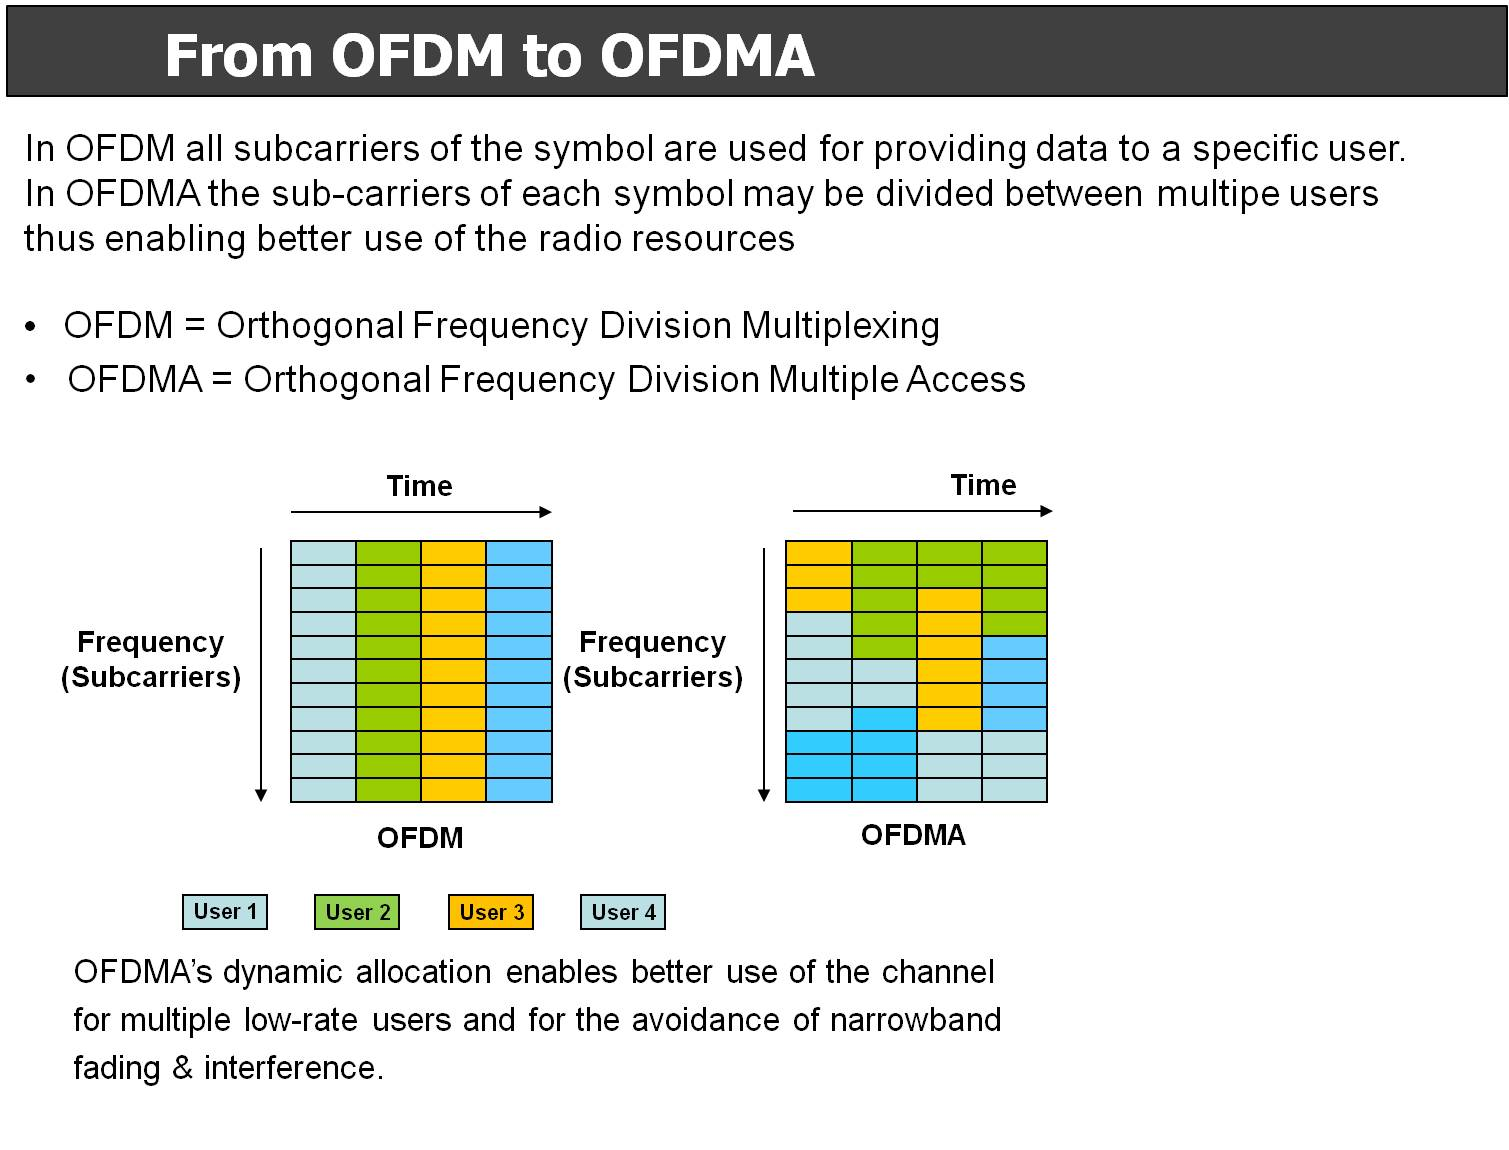 From OFDM to OFDMA
In OFDM all subcarriers of the symbol are used for providing data to a specific user.
In OFDMA the sub-carriers of each symbol may be divided between multipe users
thus enabling better use of the radio resources
• OFDM = Orthogonal Frequency Division Multiplexing
• OFDMA = Orthogonal Frequency Division Multiple Access
Time
Frequency
(Subcarriers)
OFDM
Time
Frequency
(Subcarriers)
OFDMA
User 1
User 2
User 3
User 4
OFDMA’s dynamic allocation enables better use of the channel
for multiple low-rate users and for the avoidance of narrowband
fading & interference.